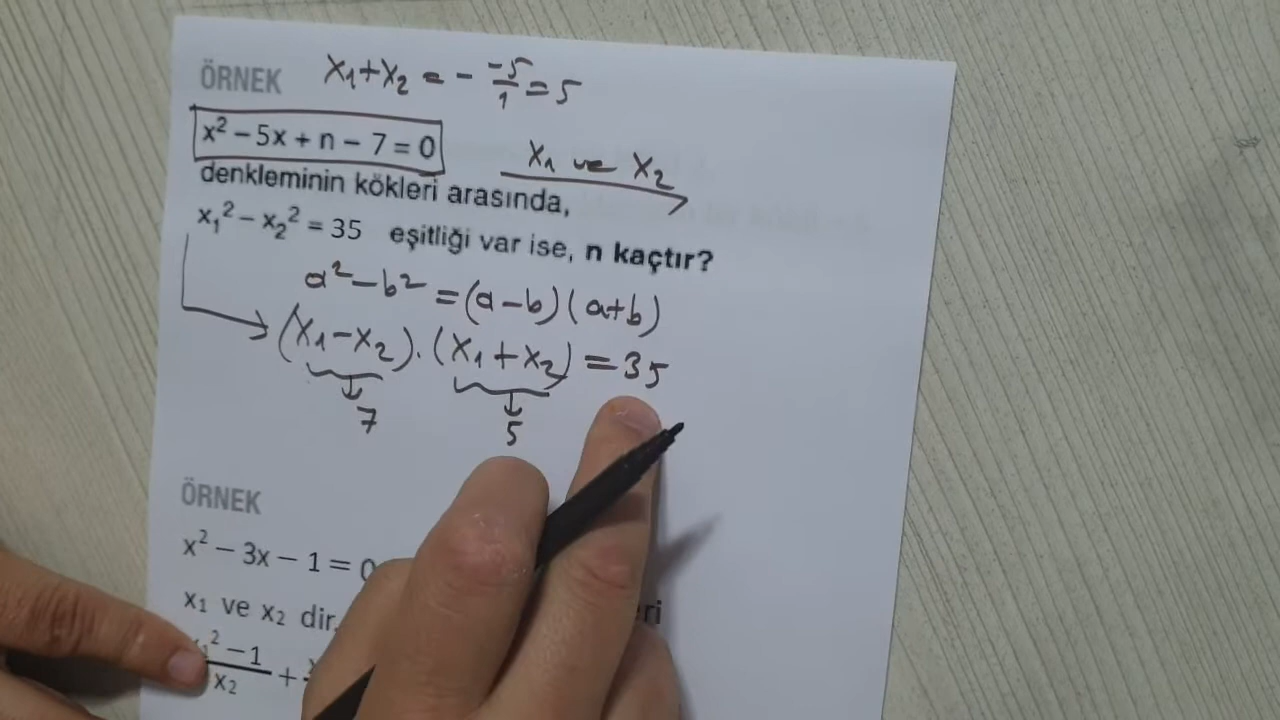 ÖRNEK x₁+x₂ = - -5/1 = 5
x² − 5x + n − 7 = 0
x₁ ve x₂
denkleminin kökleri arasında,
x₁² − x₂² = 35 eşitliği var ise, n kaçtır?
a² − b² = (a−b)(a+b)
(x₁−x₂).(x₁+x₂) = 35
7 5
ÖRNEK
x² − 3x − 1 = 0
x₁ ve x₂ dir.